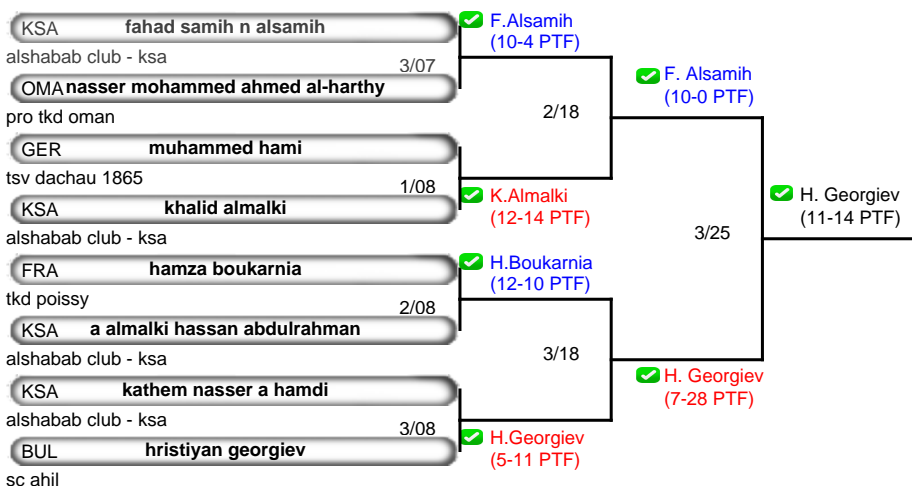 KSA fahad samih n alsamih
alshabab club - ksa
3/07
OMA nasser mohammed ahmed al-harthy
pro tkd oman
GER muhammed hami
tsv dachau 1865
1/08
KSA khalid almalki
alshabab club - ksa
FRA hamza boukarnia
tkd poissy
2/08
KSA a almalki hassan abdulrahman
alshabab club - ksa
KSA kathem nasser a hamdi
alshabab club - ksa
3/08
BUL hristiyan georgiev
sc ahil
F.Alsamih
(10-4 PTF)
2/18
K.Almalki
(12-14 PTF)
H.Boukarnia
(12-10 PTF)
3/18
H.Georgiev
(5-11 PTF)
F. Alsamih
(10-0 PTF)
3/25
H. Georgiev
(7-28 PTF)
H. Georgiev
(11-14 PTF)